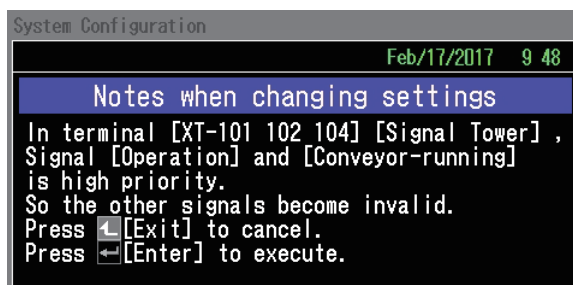 System Configuration
Feb/17/2017 9 48
Notes when changing settings
In terminal [XT-101 102 104] [Signal Tower] ,
Signal [Operation] and [Conveyor-running]
is high priority.
So the other signals become invalid.
Press [Exit] to cancel.
Press [Enter] to execute.